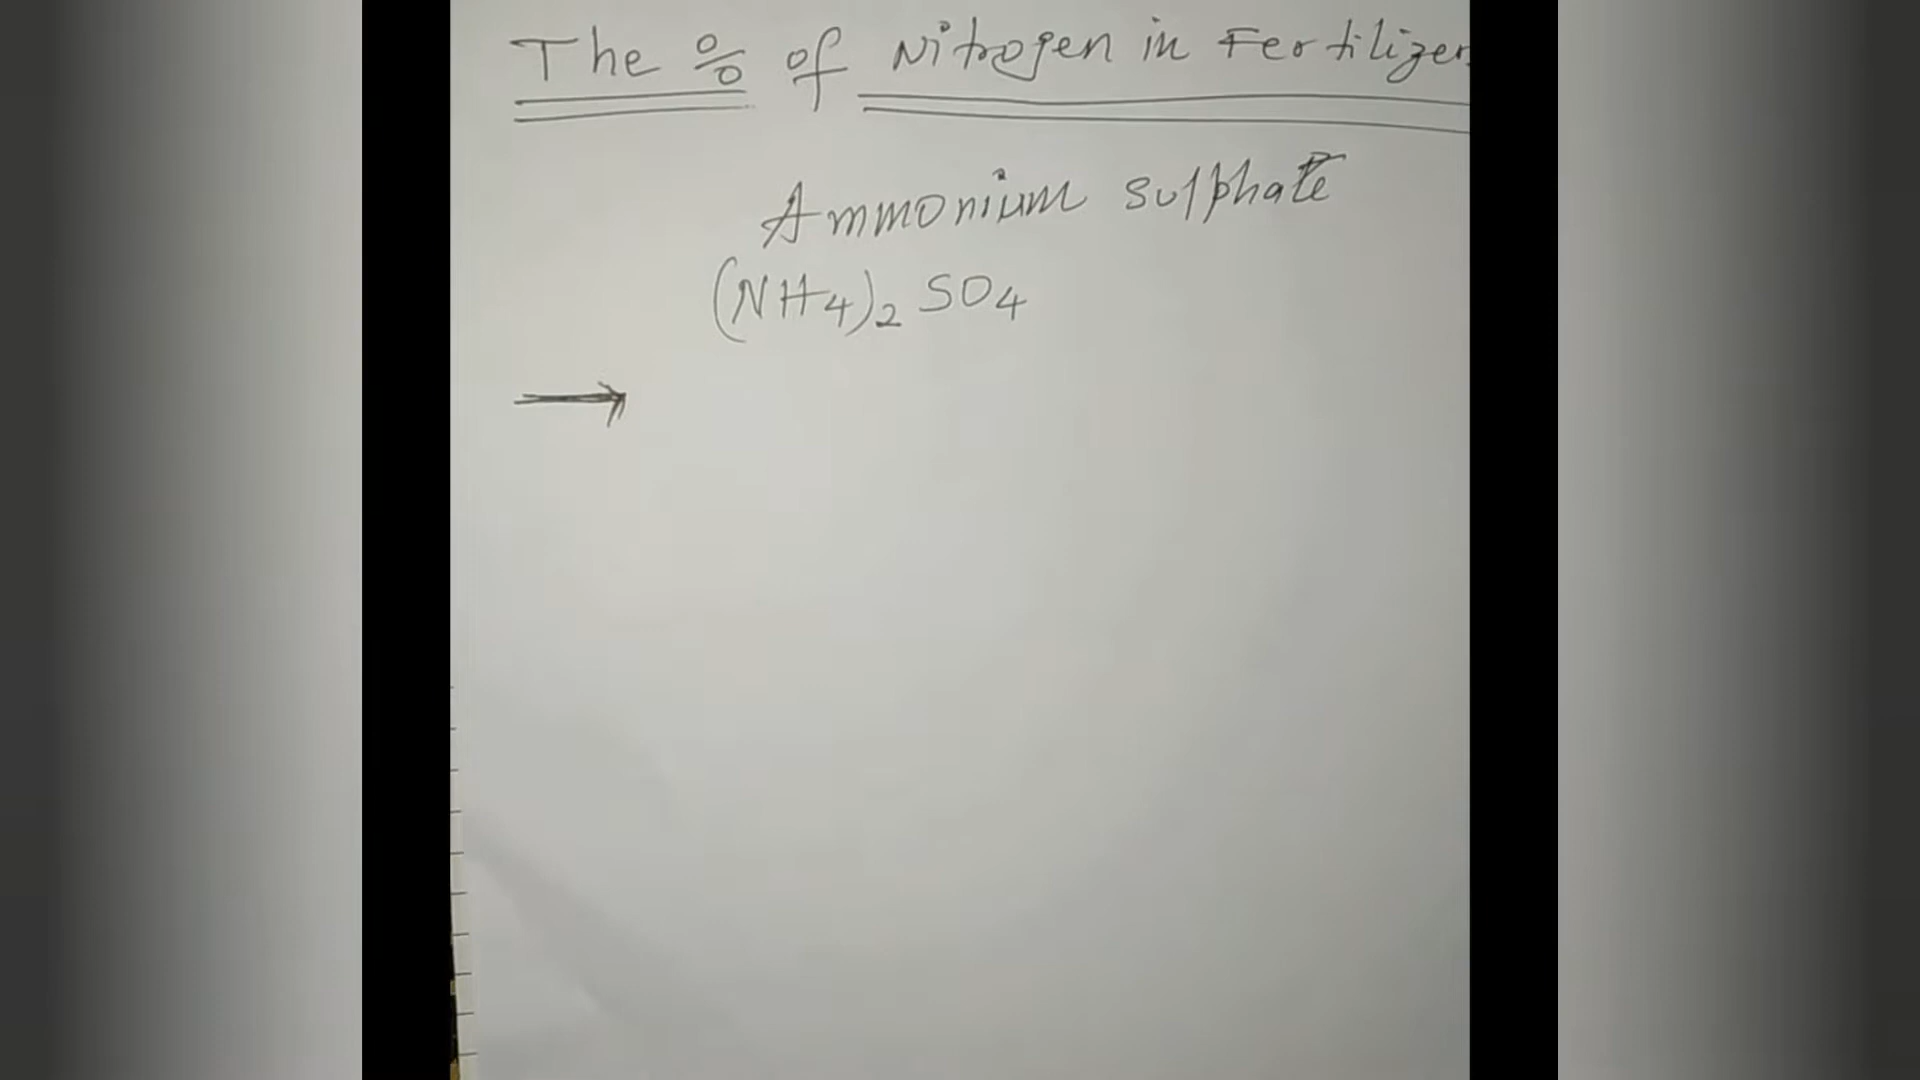 The % of Nitrogen in Fertilizer
Ammonium sulphate
(NH4)2 SO4
→